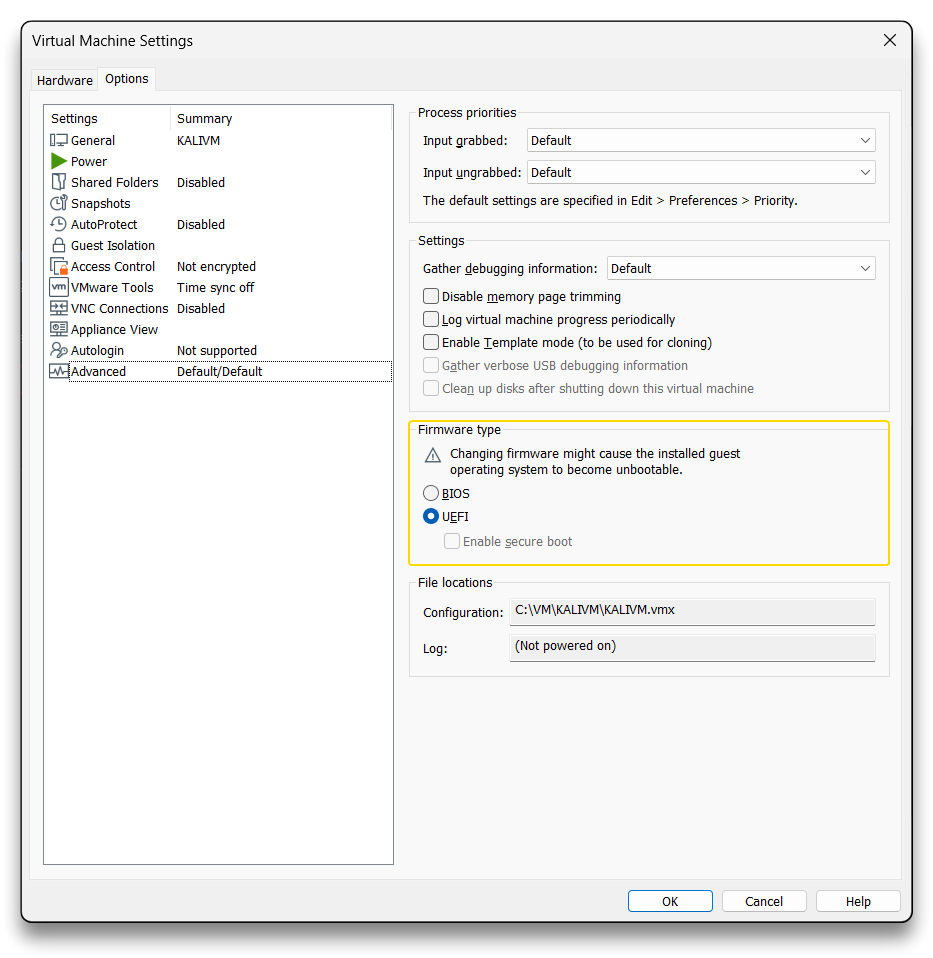 Virtual Machine Settings
Hardware
Options
Settings Summary
General KALIVM
Power
Shared Folders Disabled
Snapshots
AutoProtect Disabled
Guest Isolation
Access Control Not encrypted
vm VMware Tools Time sync off
VNC Connections Disabled
Appliance View
Autologin Not supported
Advanced Default/Default
Process priorities
Input grabbed: Default
Input ungrabbed: Default
The default settings are specified in Edit > Preferences > Priority.
Settings
Gather debugging information: Default
Disable memory page trimming
Log virtual machine progress periodically
Enable Template mode (to be used for cloning)
Gather verbose USB debugging information
Clean up disks after shutting down this virtual machine
Firmware type
Changing firmware might cause the installed guest
operating system to become unbootable.
BIOS
UEFI
Enable secure boot
File locations
Configuration: C:\VM\KALIVM\KALIVM.vmx
Log: (Not powered on)
OK Cancel Help